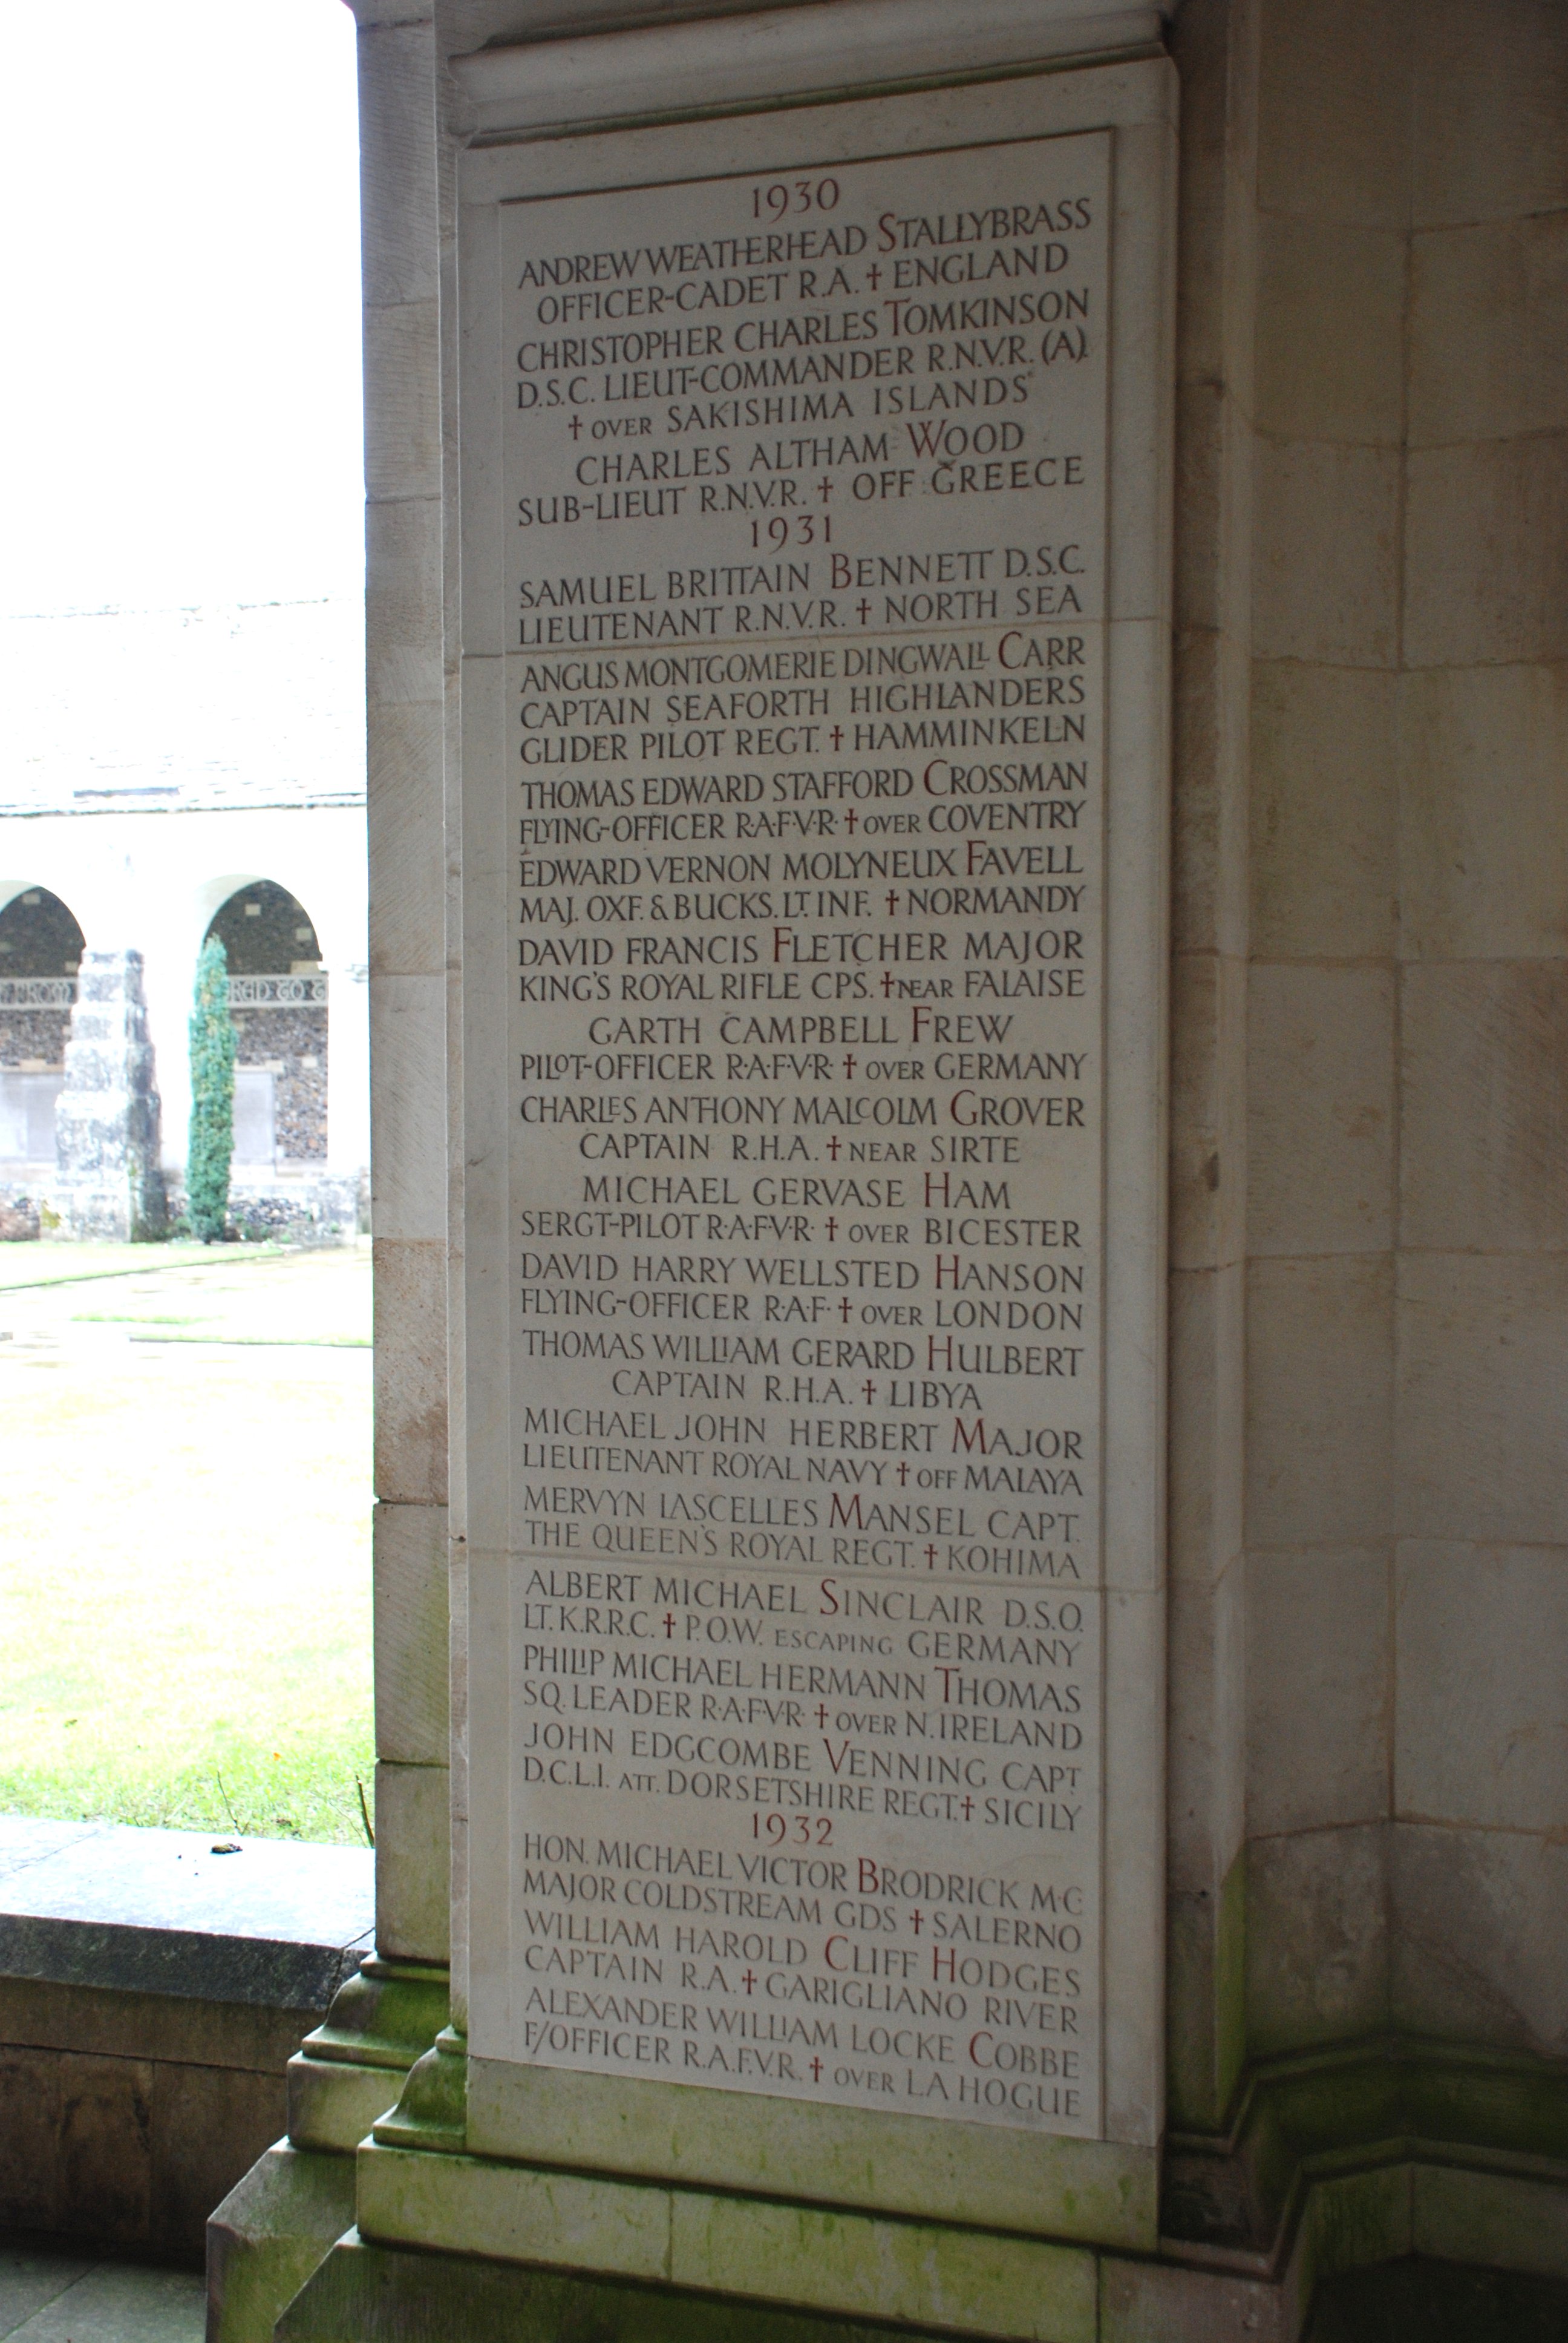 1930
ANDREW WEATHERHEAD STALLYBRASS
OFFICER-CADET R.A. † ENGLAND
CHRISTOPHER CHARLES TOMKINSON
D.S.C. LIEUT-COMMANDER R.N.V.R. (A).
† OVER SAKISHIMA ISLANDS
CHARLES ALTHAM WOOD
SUB-LIEUT R.N.V.R. † OFF GREECE
1931
SAMUEL BRITTAIN BENNETT D.S.C.
LIEUTENANT R.N.V.R. † NORTH SEA
ANGUS MONTGOMERIE DINGWALL CARR
CAPTAIN SEAFORTH HIGHLANDERS
GLIDER PILOT REGT. † HAMMINKELN
THOMAS EDWARD STAFFORD CROSSMAN
FLYING-OFFICER R·A·F·V·R· † OVER COVENTRY
EDWARD VERNON MOLYNEUX FAVELL
MAJ. OXF. & BUCKS. LT. INF. † NORMANDY
DAVID FRANCIS FLETCHER MAJOR
KING'S ROYAL RIFLE CPS. † NEAR FALAISE
GARTH CAMPBELL FREW
PILOT-OFFICER R·A·F·V·R· † OVER GERMANY
CHARLES ANTHONY MALCOLM GROVER
CAPTAIN R.H.A. † NEAR SIRTE
MICHAEL GERVASE HAM
SERGT-PILOT R·A·F·V·R· † OVER BICESTER
DAVID HARRY WELLSTED HANSON
FLYING-OFFICER R·A·F· † OVER LONDON
THOMAS WILLIAM GERARD HULBERT
CAPTAIN R.H.A. † LIBYA
MICHAEL JOHN HERBERT MAJOR
LIEUTENANT ROYAL NAVY † OFF MALAYA
MERVYN LASCELLES MANSEL CAPT.
THE QUEEN'S ROYAL REGT. † KOHIMA
ALBERT MICHAEL SINCLAIR D.S.O.
LT. K.R.R.C. † P.O.W. ESCAPING GERMANY
PHILIP MICHAEL HERMANN THOMAS
SQ. LEADER R·A·F·V·R· † OVER N. IRELAND
JOHN EDGCOMBE VENNING CAPT
D.C.L.I. ATT. DORSETSHIRE REGT. † SICILY
1932
HON. MICHAEL VICTOR BRODRICK M·C·
MAJOR COLDSTREAM GDS † SALERNO
WILLIAM HAROLD CLIFF HODGES
CAPTAIN R.A. † GARIGLIANO RIVER
ALEXANDER WILLIAM LOCKE COBBE
F/OFFICER R.A.F.V.R. † OVER LA HOGUE
FROM
GO